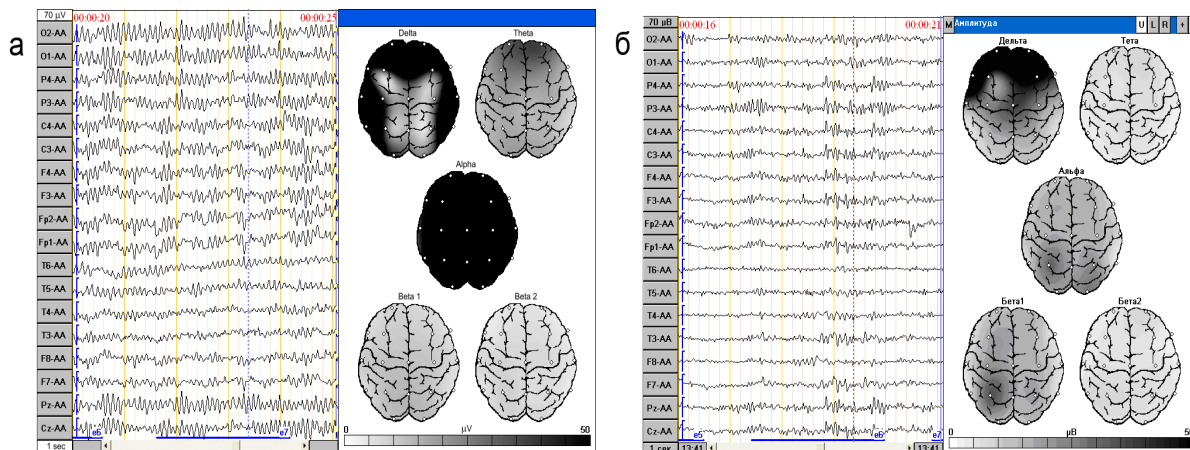 а
70 µV
00:00:20
00:00:25
O2-AA
O1-AA
P4-AA
P3-AA
C4-AA
C3-AA
F4-AA
F3-AA
Fp2-AA
Fp1-AA
T6-AA
T5-AA
T4-AA
T3-AA
F8-AA
F7-AA
Pz-AA
Cz-AA
1 sec
e6
e7
Delta
Theta
Alpha
Beta 1
Beta 2
0
µV
50
б
70 µВ
00:00:16
00:00:21
O2-AA
O1-AA
P4-AA
P3-AA
C4-AA
C3-AA
F4-AA
F3-AA
Fp2-AA
Fp1-AA
T6-AA
T5-AA
T4-AA
T3-AA
F8-AA
F7-AA
Pz-AA
Cz-AA
1 сек
13:41
e5
e6
e7
13:41
M Амплитуда U L R +
Дельта
Тета
Альфа
Бета1
Бета2
0
µВ